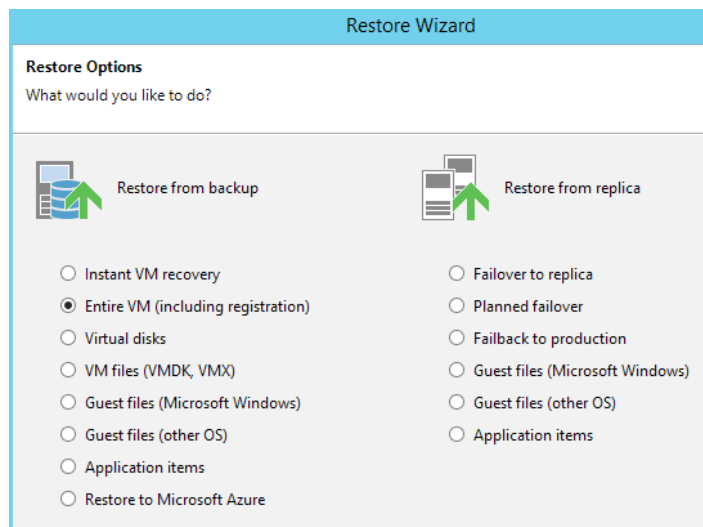 Restore Wizard
Restore Options
What would you like to do?
Restore from backup
Instant VM recovery
Entire VM (including registration)
Virtual disks
VM files (VMDK, VMX)
Guest files (Microsoft Windows)
Guest files (other OS)
Application items
Restore to Microsoft Azure
Restore from replica
Failover to replica
Planned failover
Failback to production
Guest files (Microsoft Windows)
Guest files (other OS)
Application items